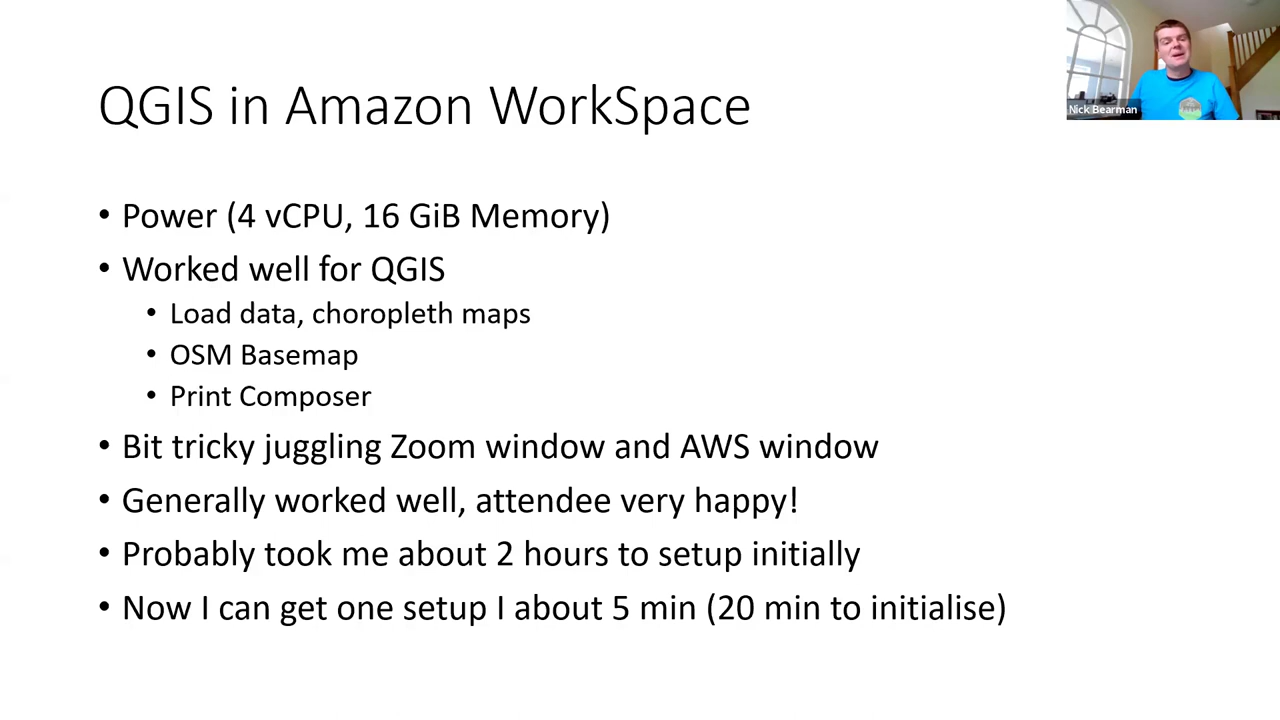 QGIS in Amazon WorkSpace
Nick Bearman
• Power (4 vCPU, 16 GiB Memory)
• Worked well for QGIS
• Load data, choropleth maps
• OSM Basemap
• Print Composer
• Bit tricky juggling Zoom window and AWS window
• Generally worked well, attendee very happy!
• Probably took me about 2 hours to setup initially
• Now I can get one setup I about 5 min (20 min to initialise)